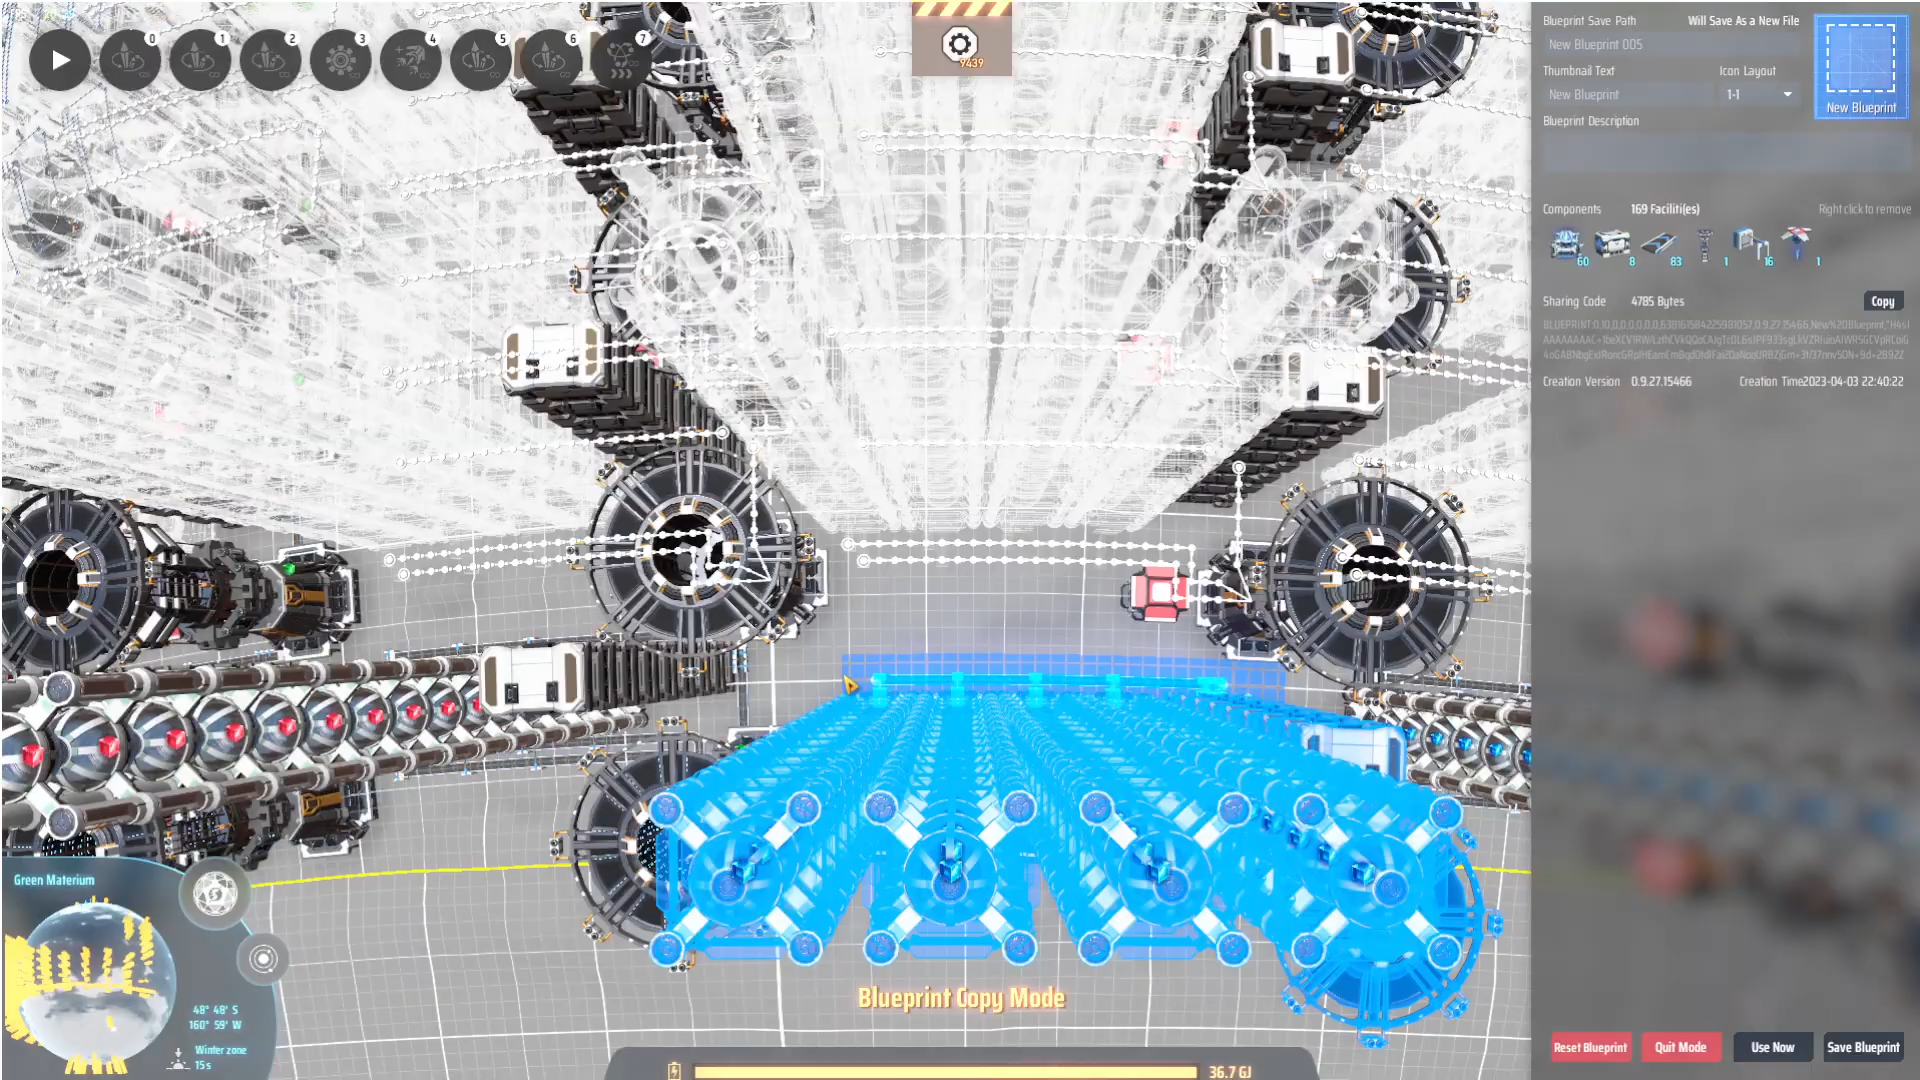 0
1
2
3
4
5
6
7
9439
Blueprint Save Path
Will Save As a New File
New Blueprint 005
Thumbnail Text
Icon Layout
New Blueprint
1-1
New Blueprint
Blueprint Description
Components
169 Faciliti(es)
Right click to remove
60
8
83
1
16
1
Sharing Code
4785 Bytes
Copy
Creation Version
0.9.27.15466
Creation Time2023-04-03 22:40:22
Green Materium
48° 48' S
160° 59' W
Winter zone
15s
Blueprint Copy Mode
36.7 GJ
Reset Blueprint
Quit Mode
Use Now
Save Blueprint